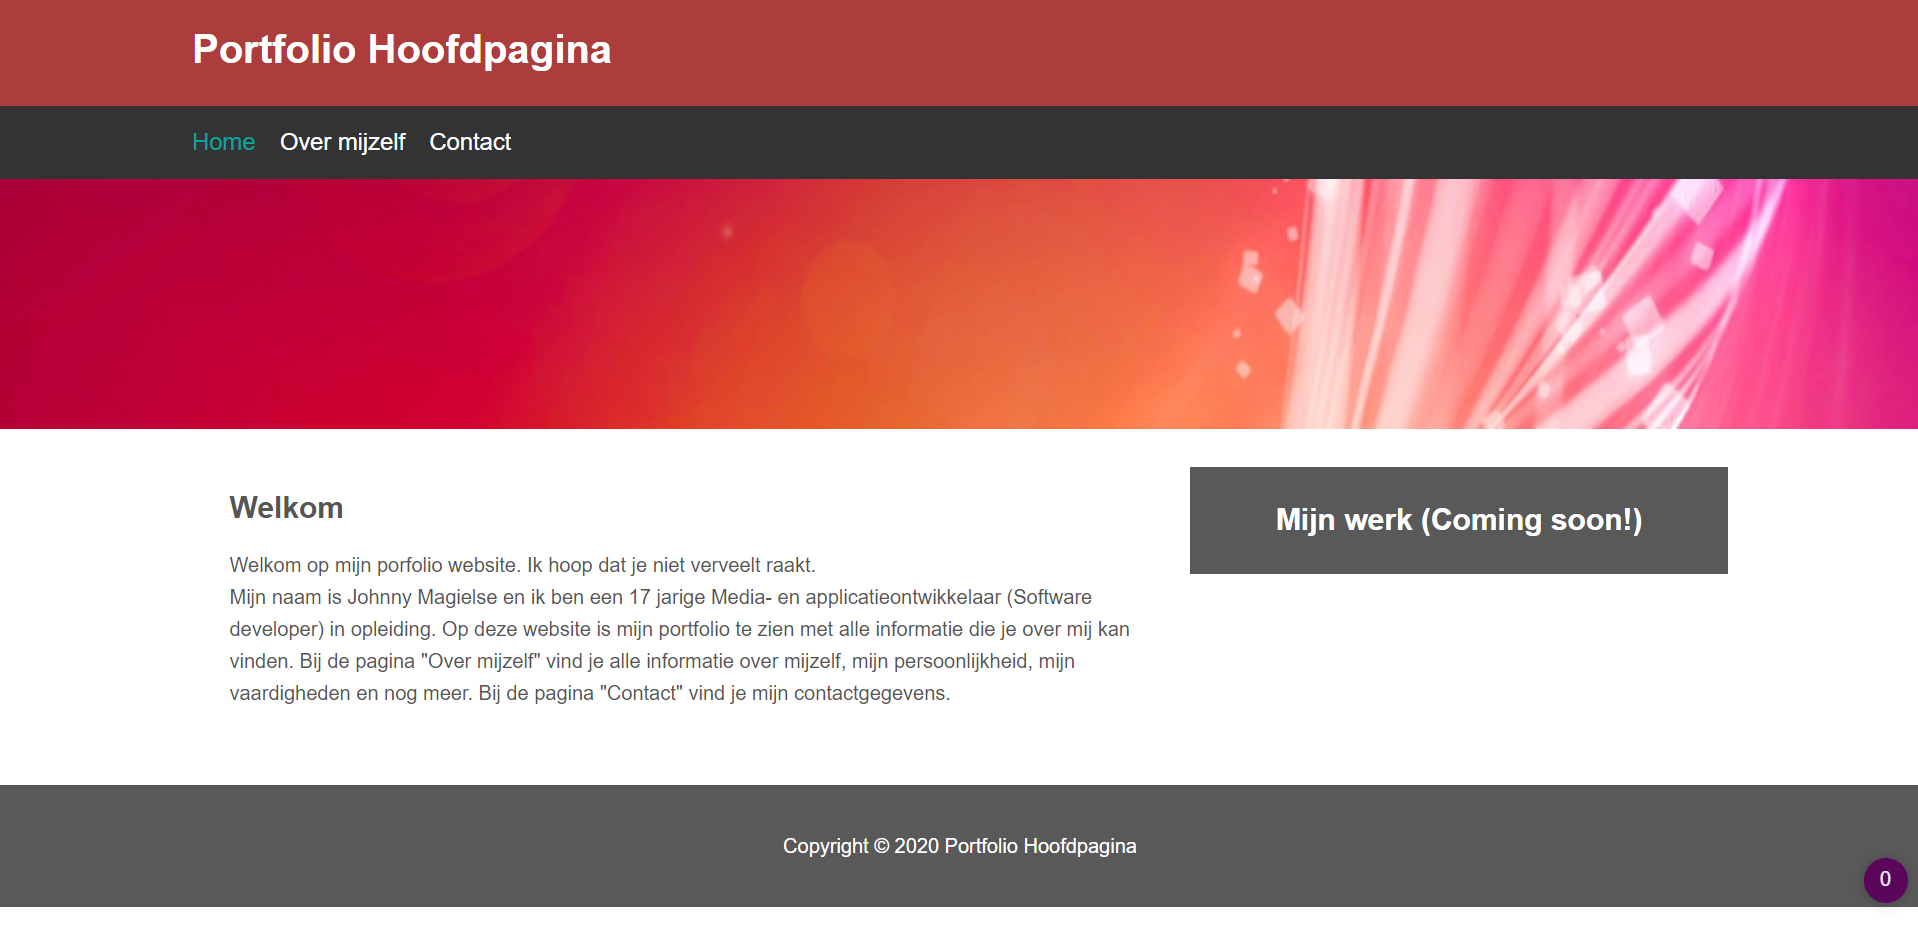 Portfolio Hoofdpagina
Home Over mijzelf Contact
Welkom
Welkom op mijn porfolio website. Ik hoop dat je niet verveelt raakt.
Mijn naam is Johnny Magielse en ik ben een 17 jarige Media- en applicatieontwikkelaar (Software
developer) in opleiding. Op deze website is mijn portfolio te zien met alle informatie die je over mij kan
vinden. Bij de pagina "Over mijzelf" vind je alle informatie over mijzelf, mijn persoonlijkheid, mijn
vaardigheden en nog meer. Bij de pagina "Contact" vind je mijn contactgegevens.
Mijn werk (Coming soon!)
Copyright © 2020 Portfolio Hoofdpagina
0